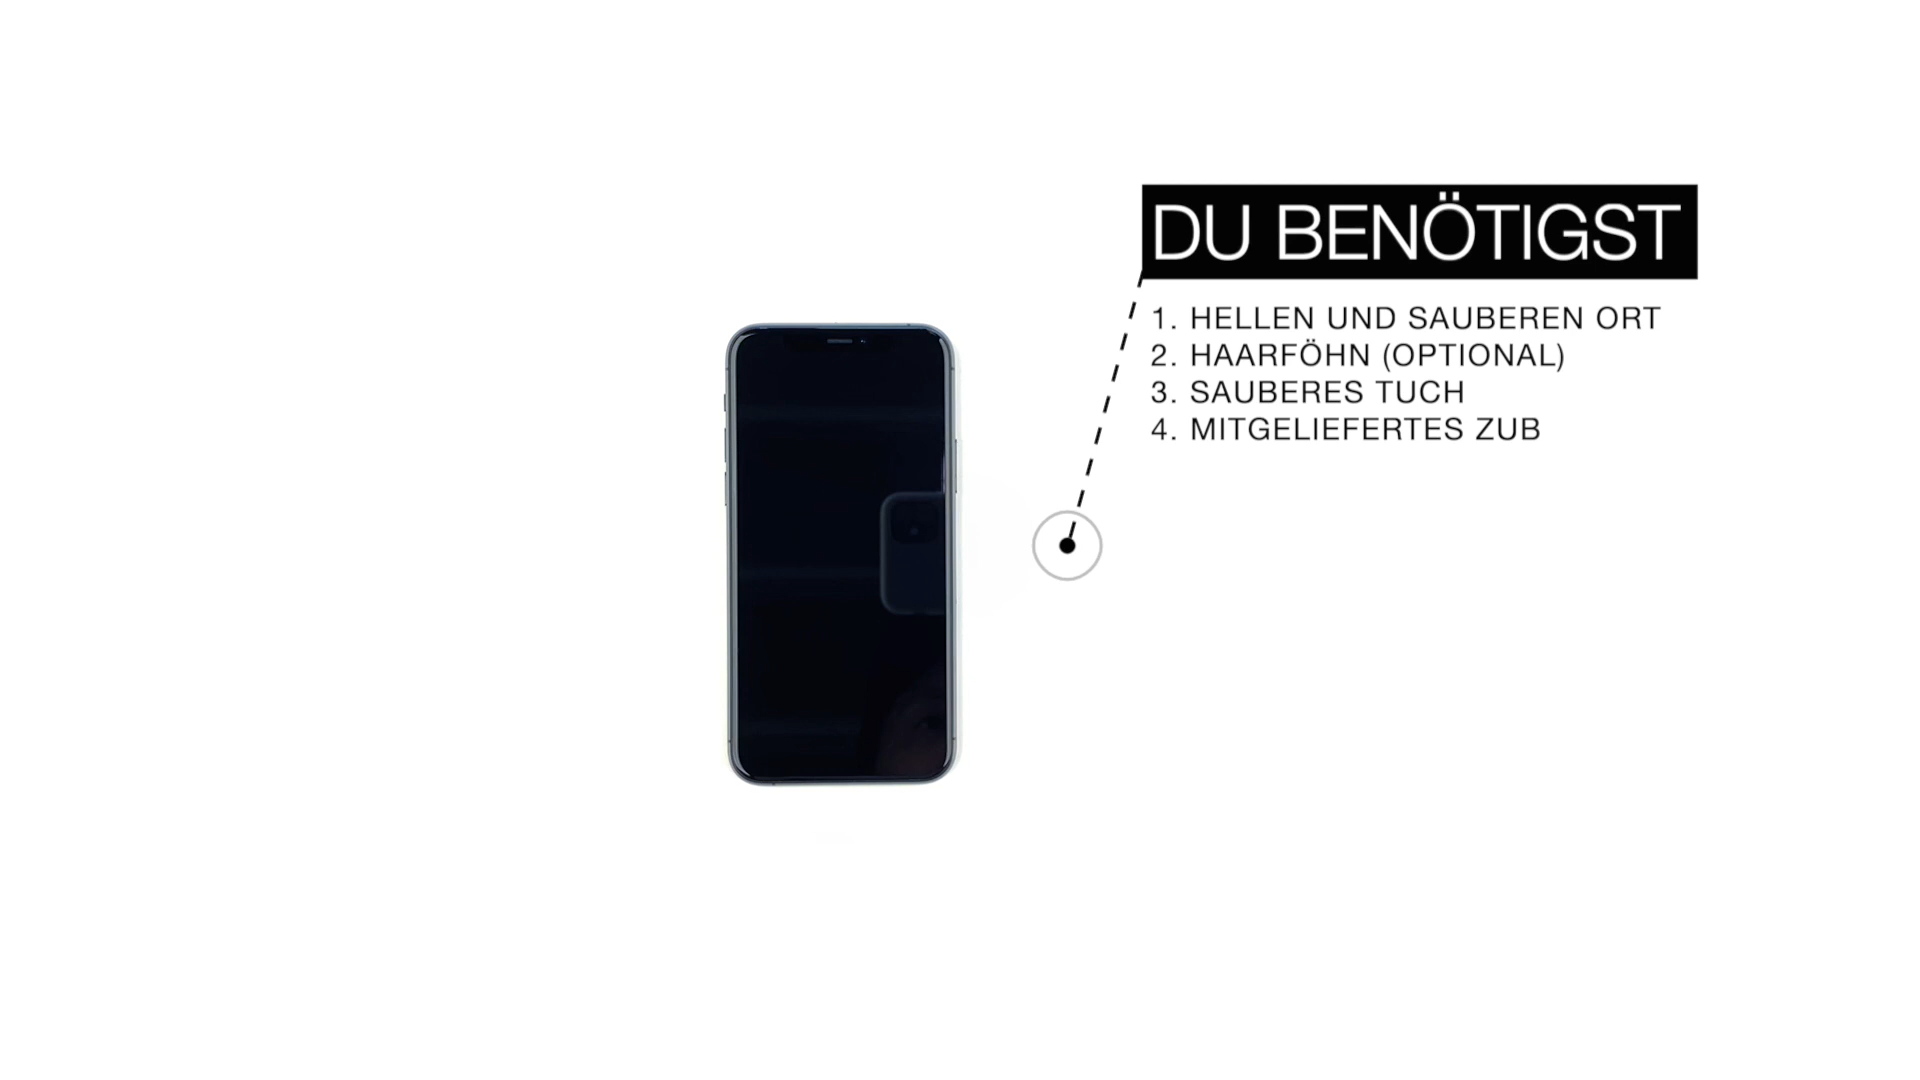 DU BENÖTIGST
1. HELLEN UND SAUBEREN ORT
2. HAARFÖHN (OPTIONAL)
3. SAUBERES TUCH
4. MITGELIEFERTES ZUB